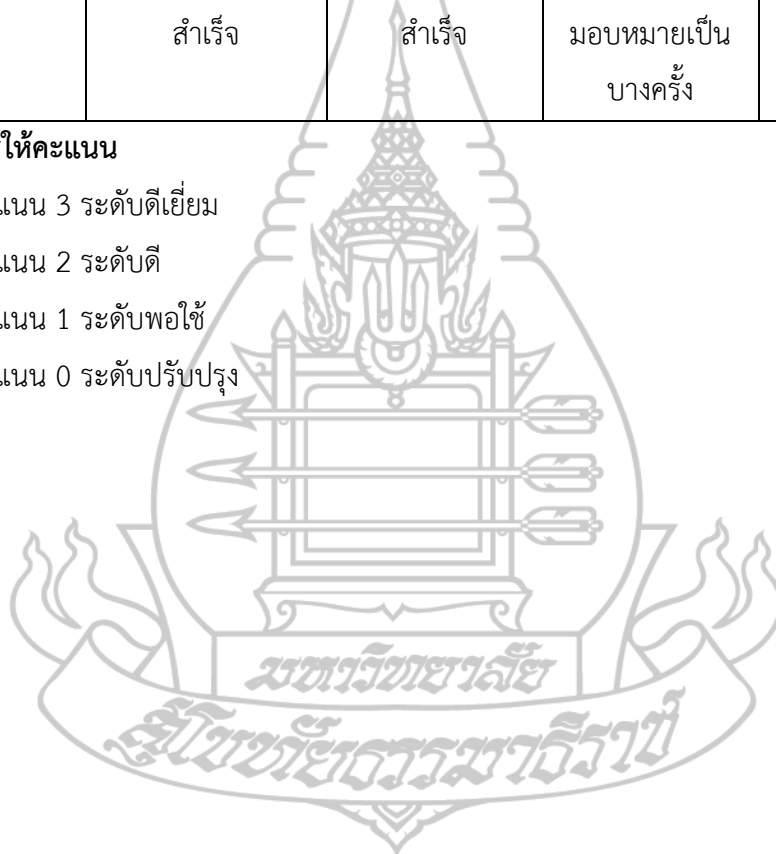 สำเร็จ สำเร็จ มอบหมายเป็น
บางครั้ง
ให้คะแนน
แนน 3 ระดับดีเยี่ยม
แนน 2 ระดับดี
แนน 1 ระดับพอใช้
แนน 0 ระดับปรับปรุง
มหาวิทยาลัย
สุโขทัยธรรมาธิราช